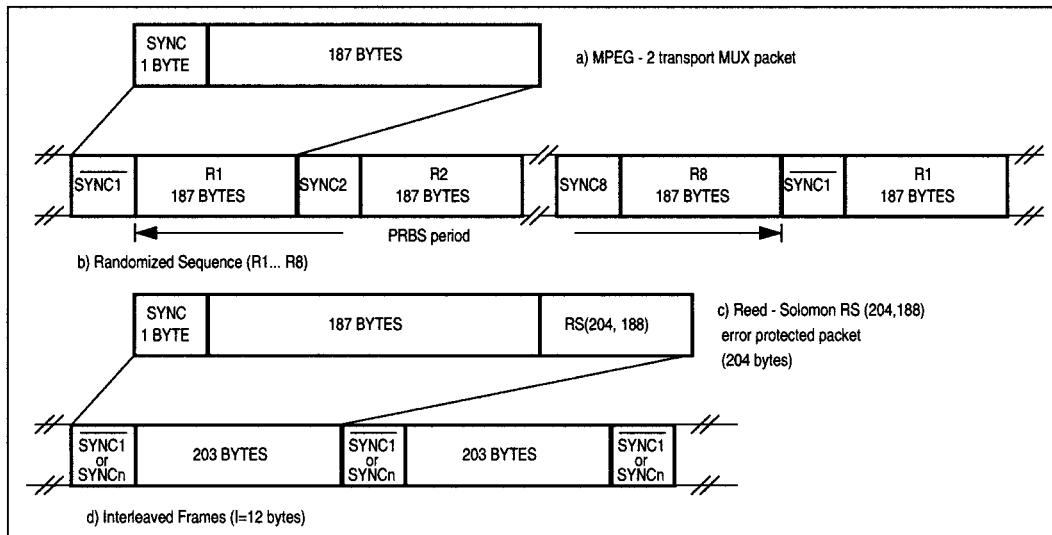 SYNC
1 BYTE
187 BYTES
a) MPEG - 2 transport MUX packet
SYNC1
R1
187 BYTES
SYNC2
R2
187 BYTES
SYNC8
R8
187 BYTES
SYNC1
R1
187 BYTES
PRBS period
b) Randomized Sequence (R1... R8)
SYNC
1 BYTE
187 BYTES
RS(204, 188)
c) Reed - Solomon RS (204,188)
error protected packet
(204 bytes)
SYNC1
or
SYNCn
203 BYTES
SYNC1
or
SYNCn
203 BYTES
SYNC1
or
SYNCn
d) Interleaved Frames (I=12 bytes)